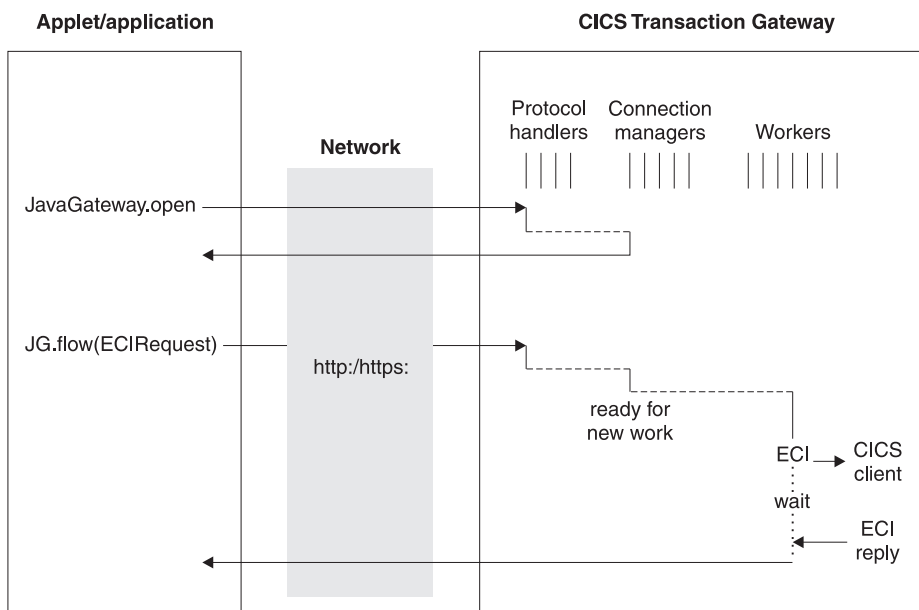 Applet/application
CICS Transaction Gateway
Protocol
handlers
Connection
managers
Workers
Network
JavaGateway.open
JG.flow(ECIRequest)
http:/https:
ready for
new work
ECI
CICS
client
wait
ECI
reply